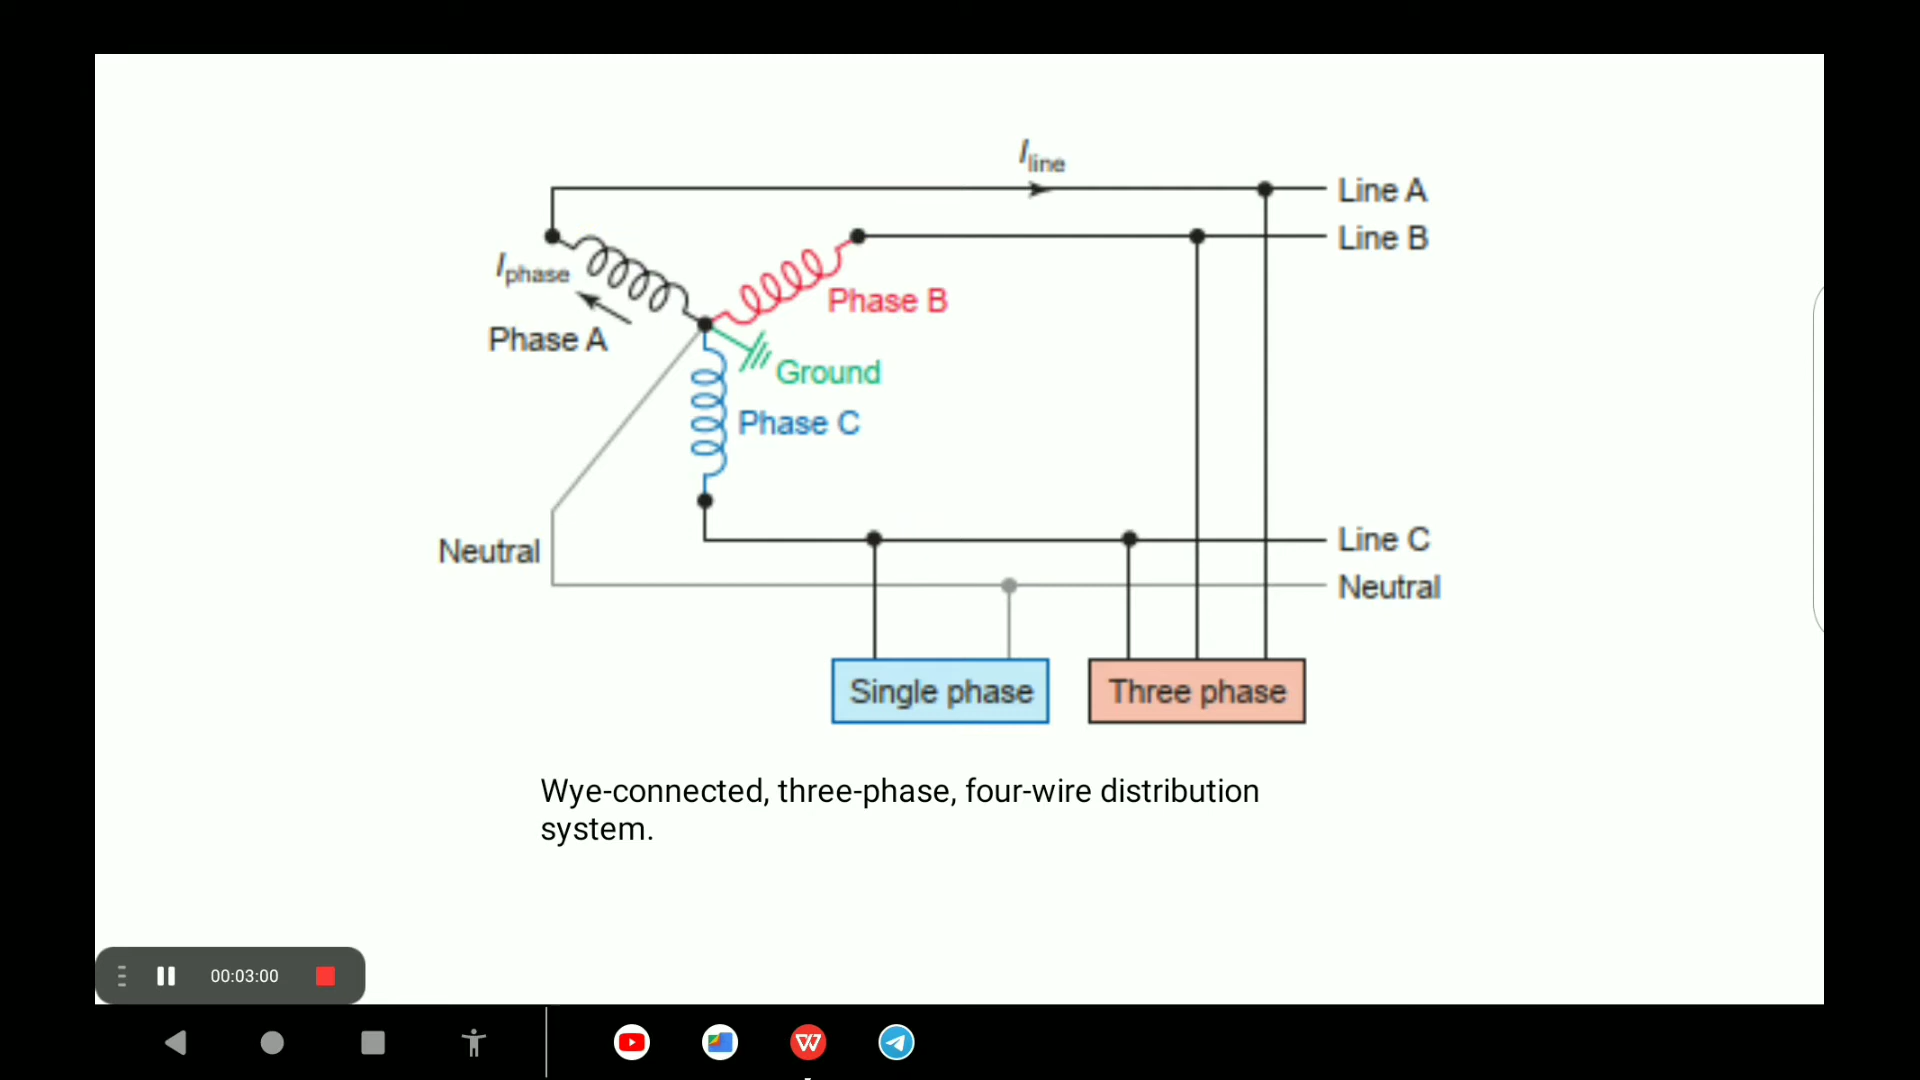 Iline
Line A
Line B
Iphase
Phase B
Phase A
Ground
Phase C
Line C
Neutral
Neutral
Single phase
Three phase
Wye-connected, three-phase, four-wire distribution
system.
00:03:00